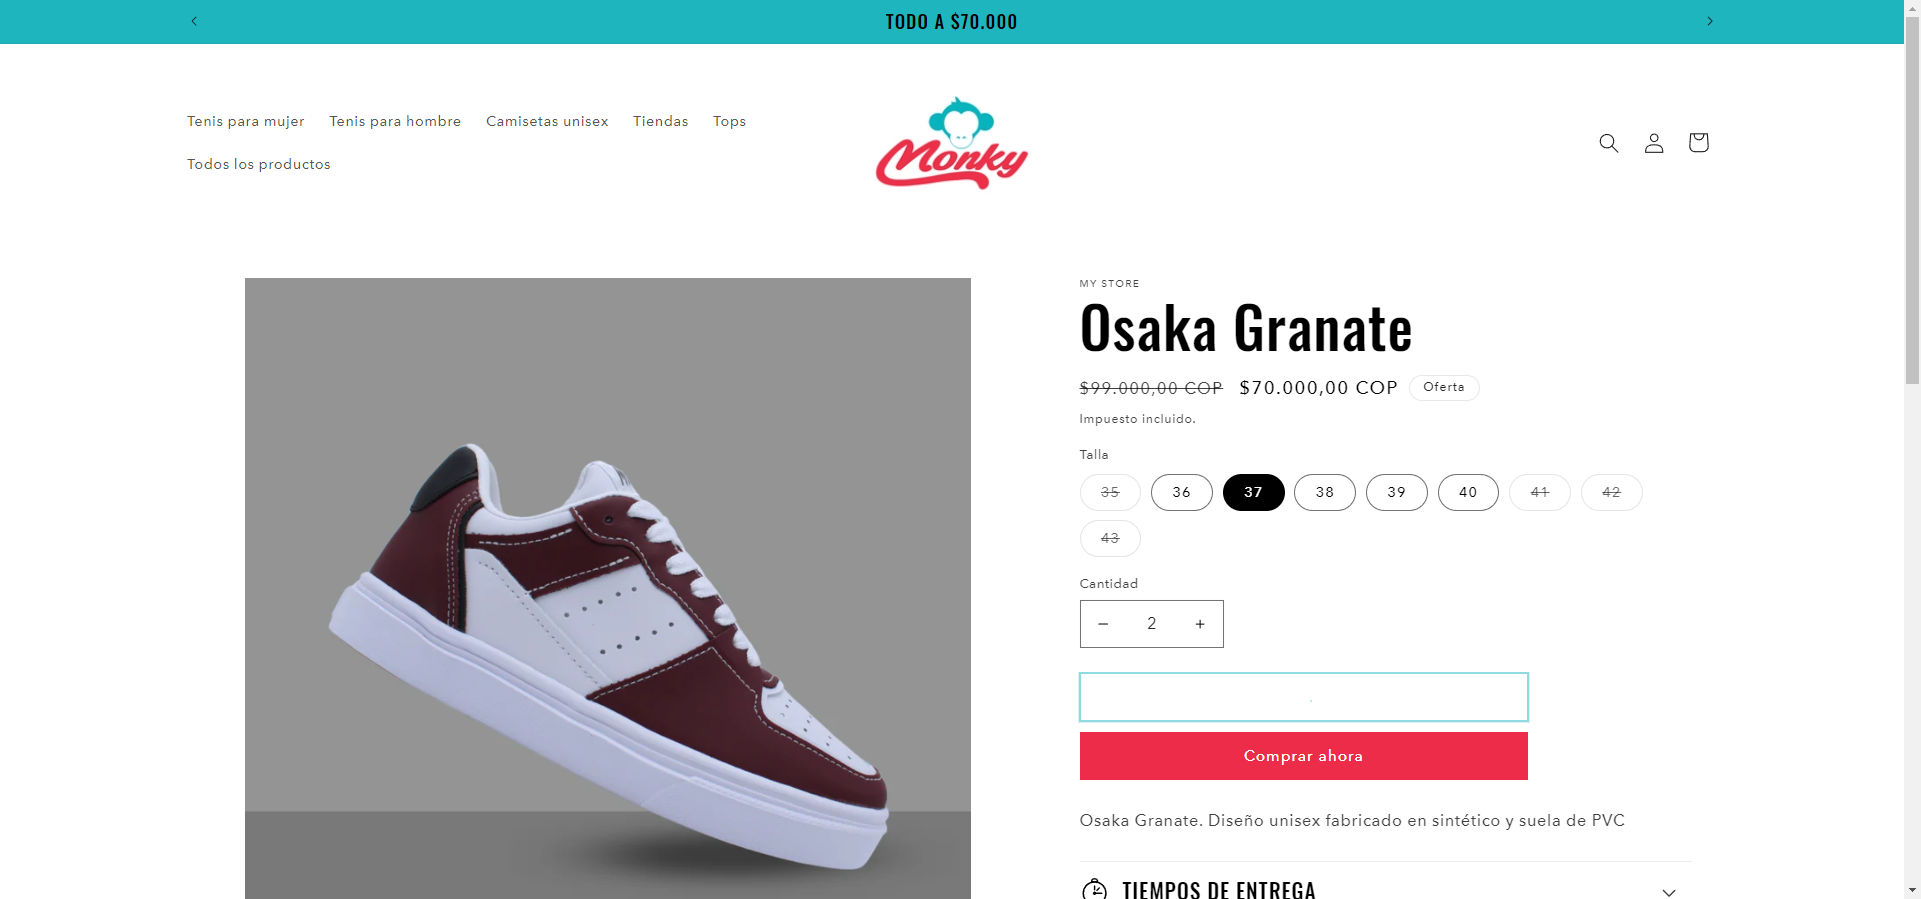 TODO A $70.000
Tenis para mujer
Tenis para hombre
Camisetas unisex
Tiendas
Tops
Todos los productos
Monky
MY STORE
Osaka Granate
$99.000,00 COP $70.000,00 COP Oferta
Impuesto incluido.
Talla
35 36 37 38 39 40 41 42
43
Cantidad
− 2 +
Comprar ahora
Osaka Granate. Diseño unisex fabricado en sintético y suela de PVC
TIEMPOS DE ENTREGA